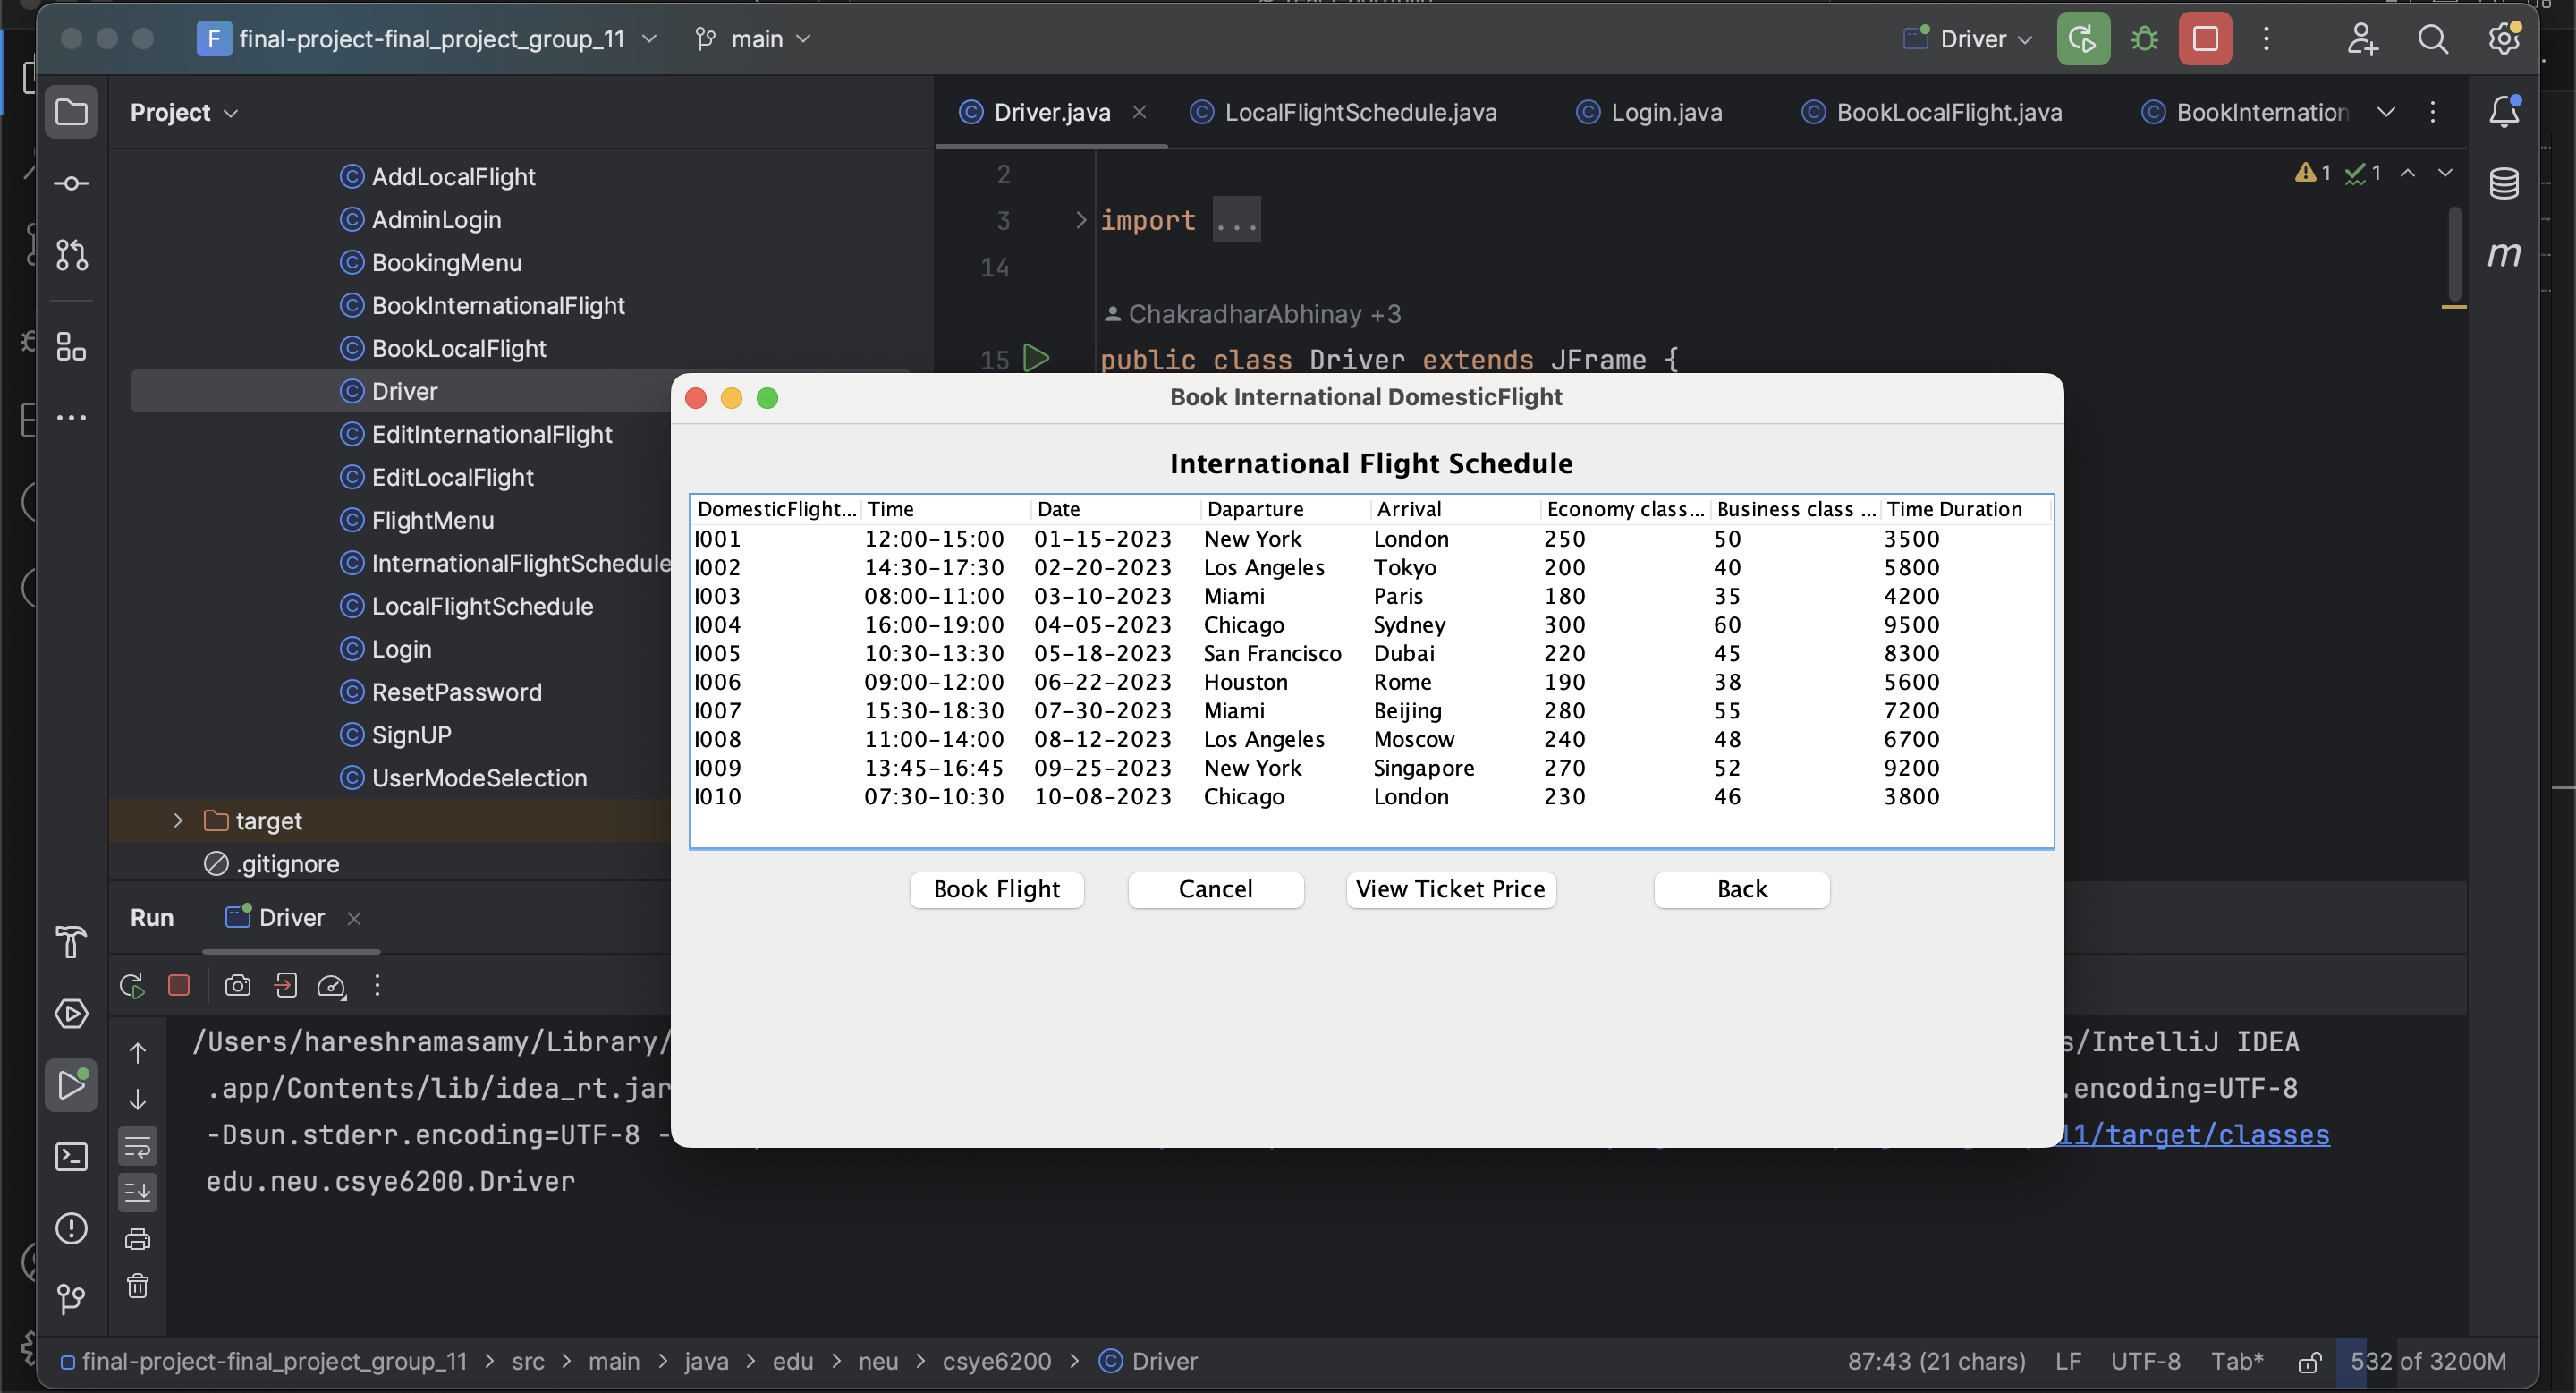 F final-project-final_project_group_11 main Driver
Project
Driver.java LocalFlightSchedule.java Login.java BookLocalFlight.java BookInternation
AddLocalFlight
AdminLogin
BookingMenu
BookInternationalFlight
BookLocalFlight
Driver
EditInternationalFlight
EditLocalFlight
FlightMenu
InternationalFlightSchedule
LocalFlightSchedule
Login
ResetPassword
SignUP
UserModeSelection
target
.gitignore
2
1 1
3 import ...
14
ChakradharAbhinay +3
15 public class Driver extends JFrame {
m
Book International DomesticFlight
International Flight Schedule
DomesticFlight... Time Date Daparture Arrival Economy class... Business class ... Time Duration
I001 12:00-15:00 01-15-2023 New York London 250 50 3500
I002 14:30-17:30 02-20-2023 Los Angeles Tokyo 200 40 5800
I003 08:00-11:00 03-10-2023 Miami Paris 180 35 4200
I004 16:00-19:00 04-05-2023 Chicago Sydney 300 60 9500
I005 10:30-13:30 05-18-2023 San Francisco Dubai 220 45 8300
I006 09:00-12:00 06-22-2023 Houston Rome 190 38 5600
I007 15:30-18:30 07-30-2023 Miami Beijing 280 55 7200
I008 11:00-14:00 08-12-2023 Los Angeles Moscow 240 48 6700
I009 13:45-16:45 09-25-2023 New York Singapore 270 52 9200
I010 07:30-10:30 10-08-2023 Chicago London 230 46 3800
Book Flight Cancel View Ticket Price Back
Run Driver
/Users/hareshramasamy/Library/ s/IntelliJ IDEA
.app/Contents/lib/idea_rt.jar .encoding=UTF-8
-Dsun.stderr.encoding=UTF-8 - 11/target/classes
edu.neu.csye6200.Driver
final-project-final_project_group_11 > src > main > java > edu > neu > csye6200 > Driver 87:43 (21 chars) LF UTF-8 Tab* 532 of 3200M